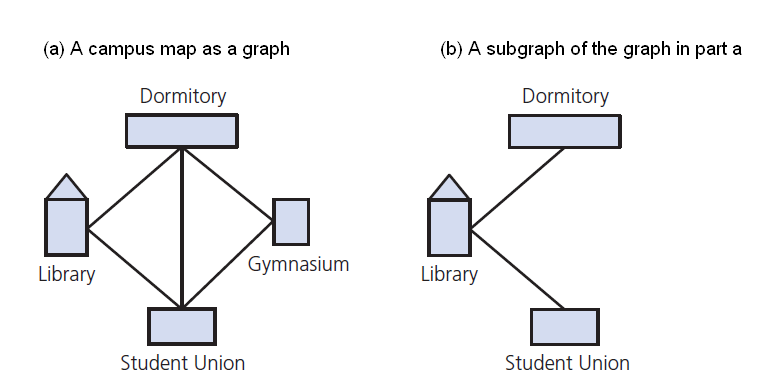 (a) A campus map as a graph
Dormitory
Library
Gymnasium
Student Union
(b) A subgraph of the graph in part a
Dormitory
Library
Student Union